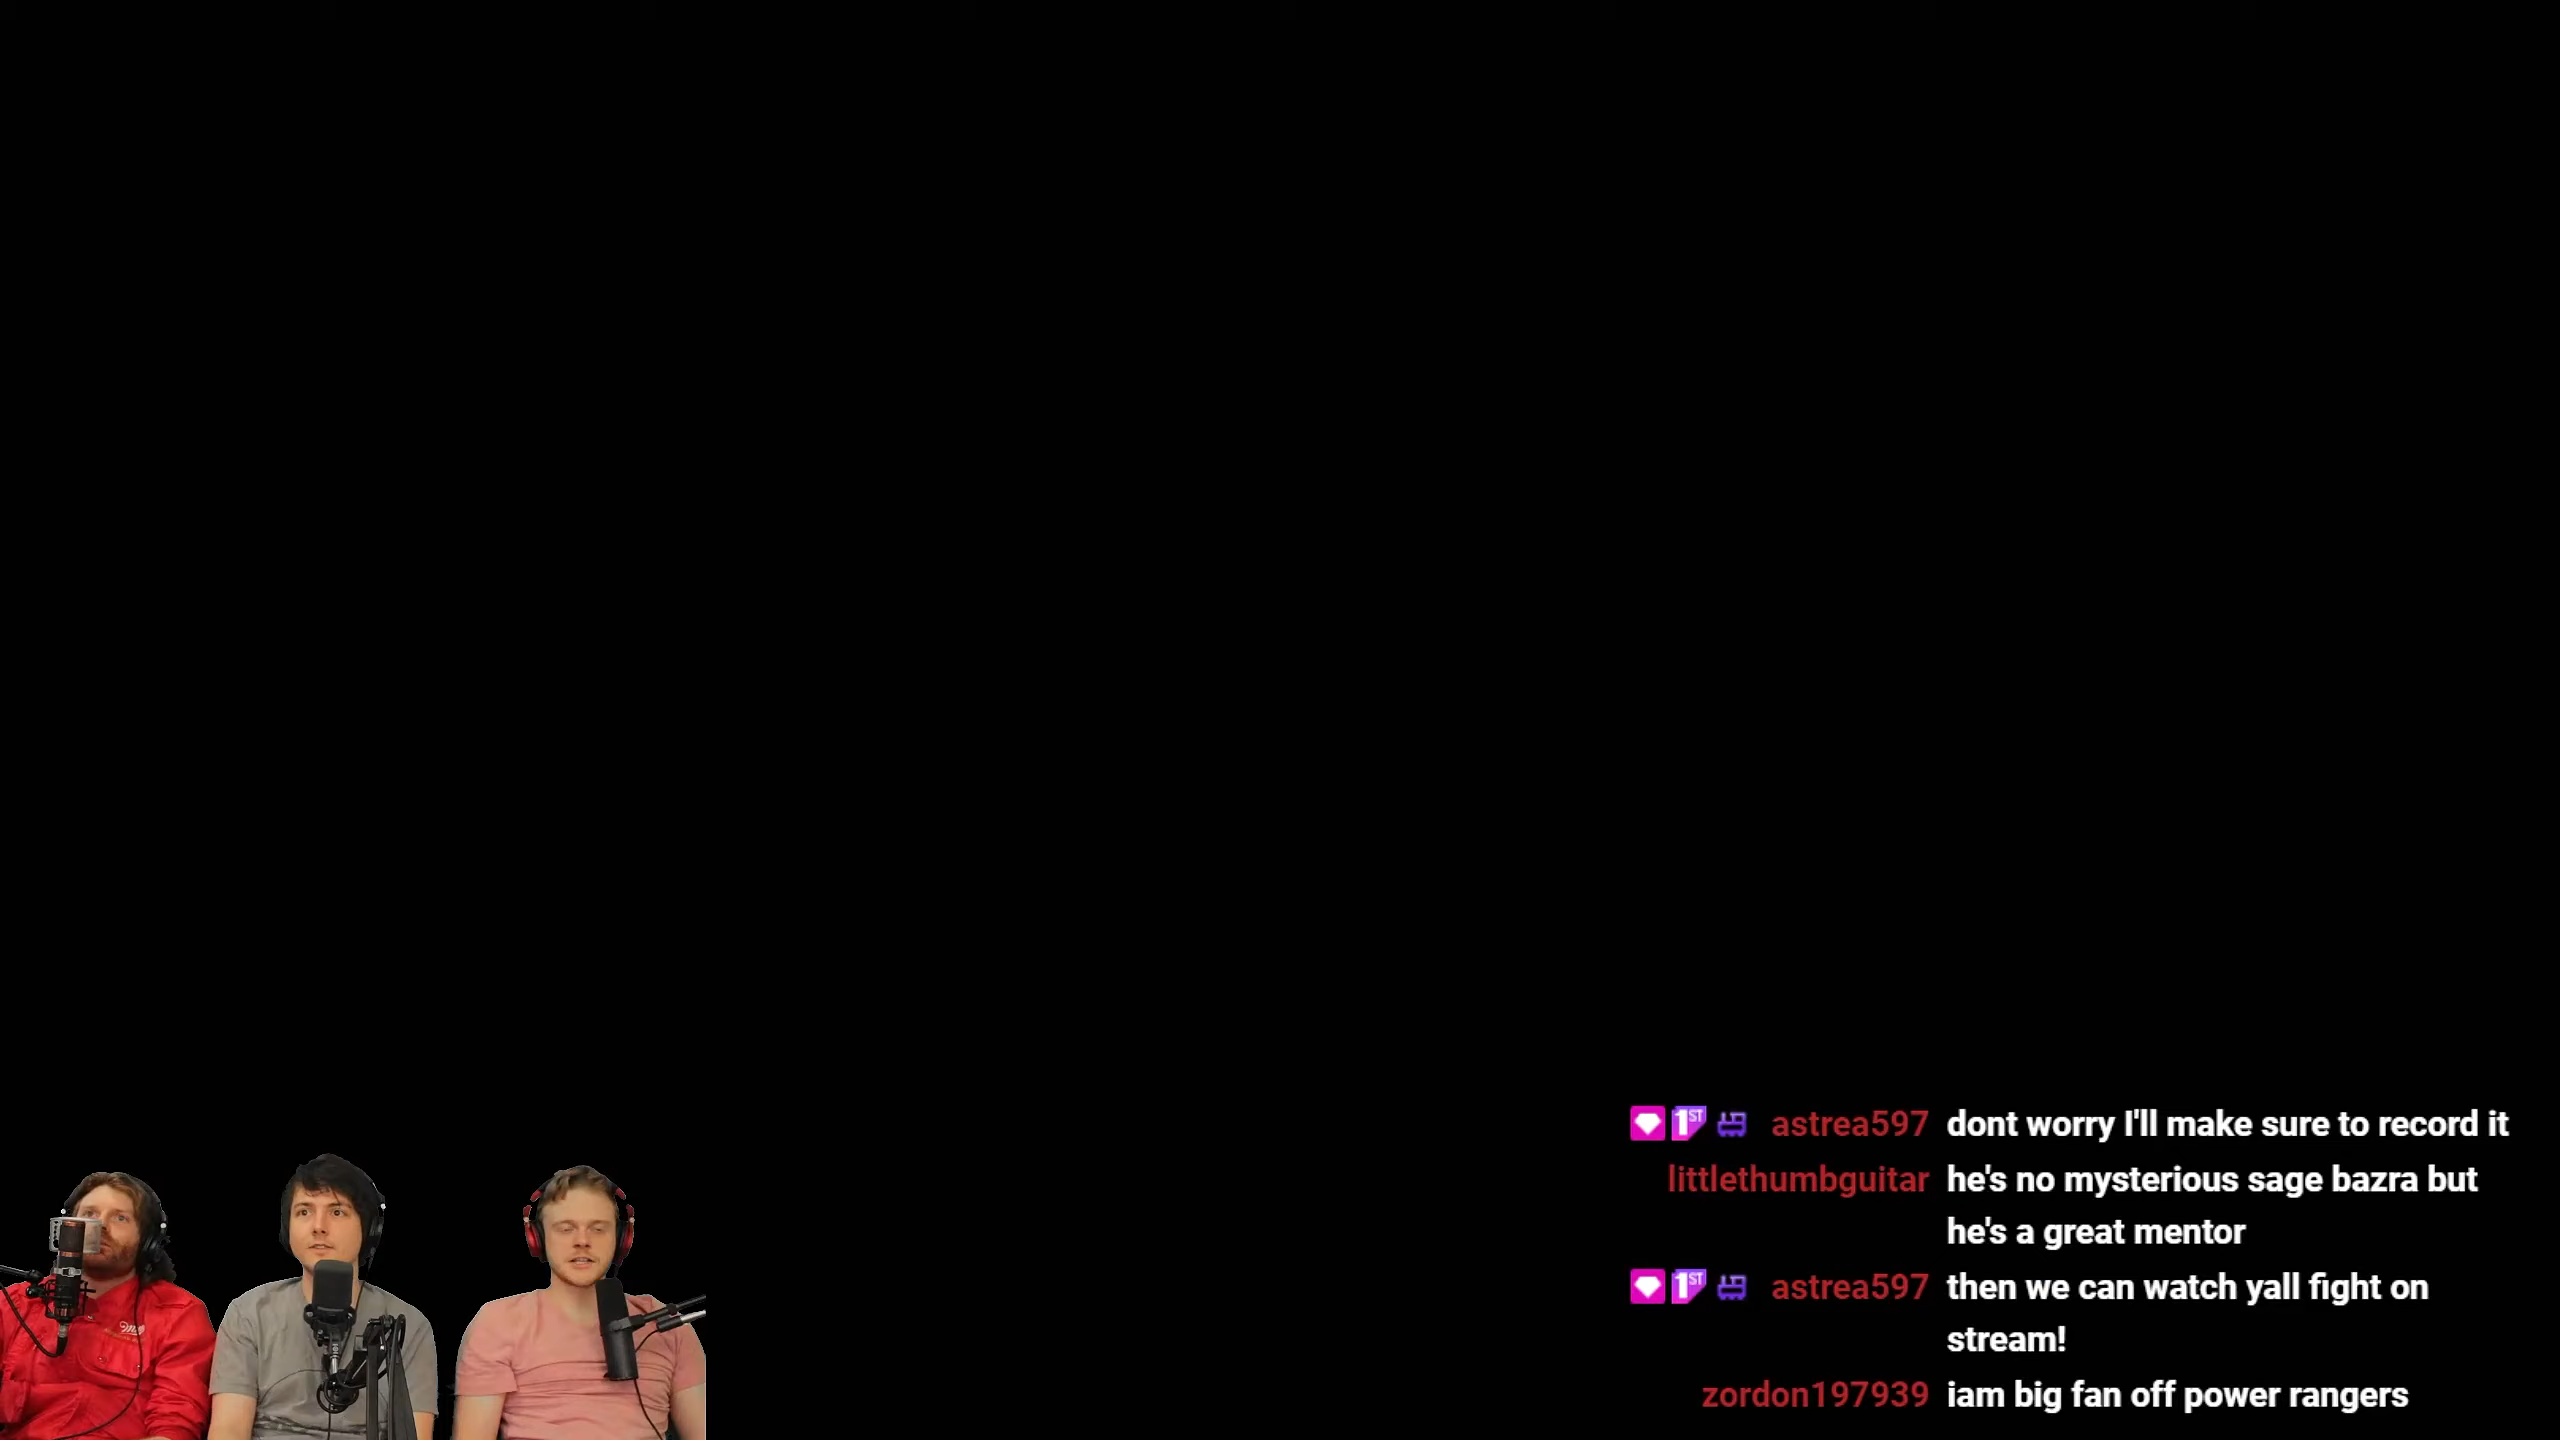 astrea597 dont worry I'll make sure to record it
littlethumbguitar he's no mysterious sage bazra but
he's a great mentor
astrea597 then we can watch yall fight on
stream!
zordon197939 iam big fan off power rangers